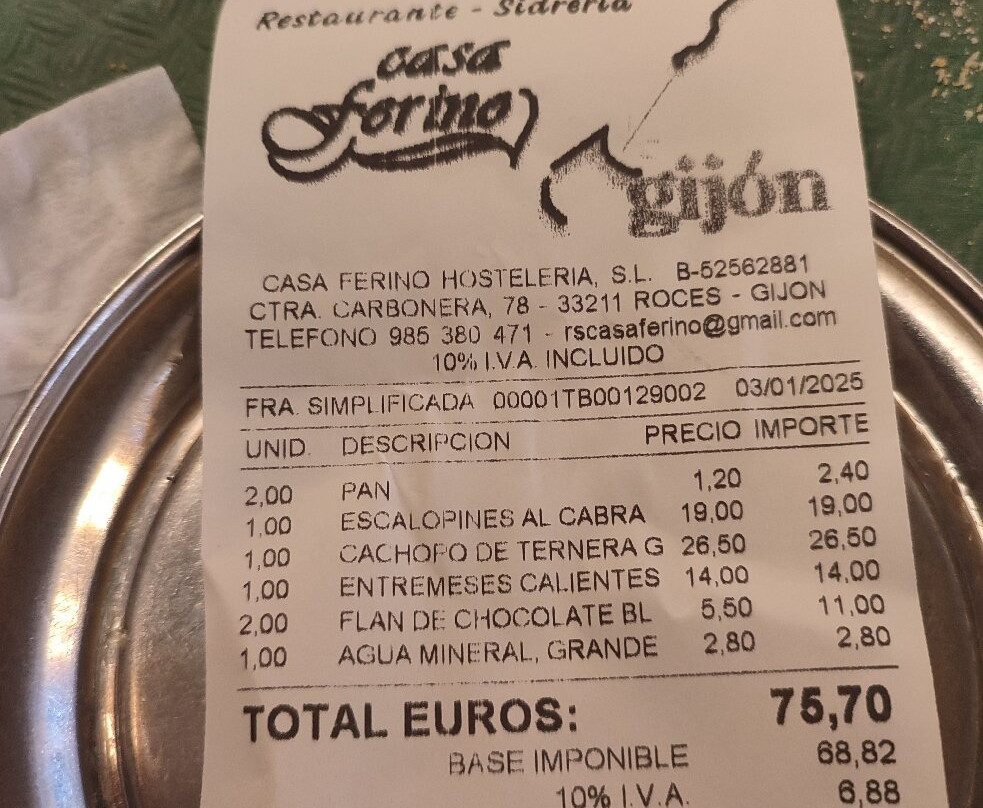 Restaurante - Sidrería
casa
ferino
gijón
CASA FERINO HOSTELERIA, S.L. B-52562881
CTRA. CARBONERA, 78 - 33211 ROCES - GIJON
TELEFONO 985 380 471 - rscasaferino@gmail.com
10% I.V.A. INCLUIDO
FRA. SIMPLIFICADA 00001TB00129002 03/01/2025
UNID. DESCRIPCION PRECIO IMPORTE
2,00 PAN 1,20 2,40
1,00 ESCALOPINES AL CABRA 19,00 19,00
1,00 CACHOPO DE TERNERA G 26,50 26,50
1,00 ENTREMESES CALIENTES 14,00 14,00
2,00 FLAN DE CHOCOLATE BL 5,50 11,00
1,00 AGUA MINERAL, GRANDE 2,80 2,80
TOTAL EUROS: 75,70
BASE IMPONIBLE 68,82
10% I.V.A. 6,88